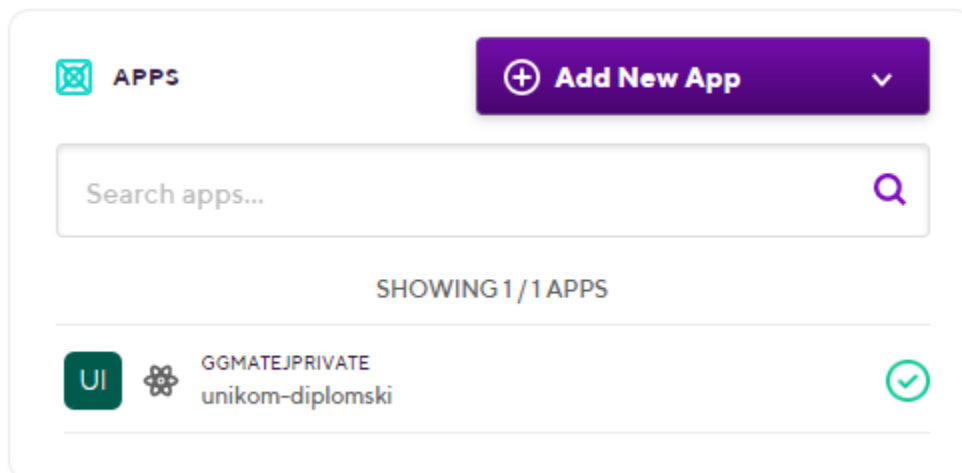 APPS
Add New App
Search apps...
SHOWING 1 / 1 APPS
UI
GGMATEJPRIVATE
unikom-diplomski